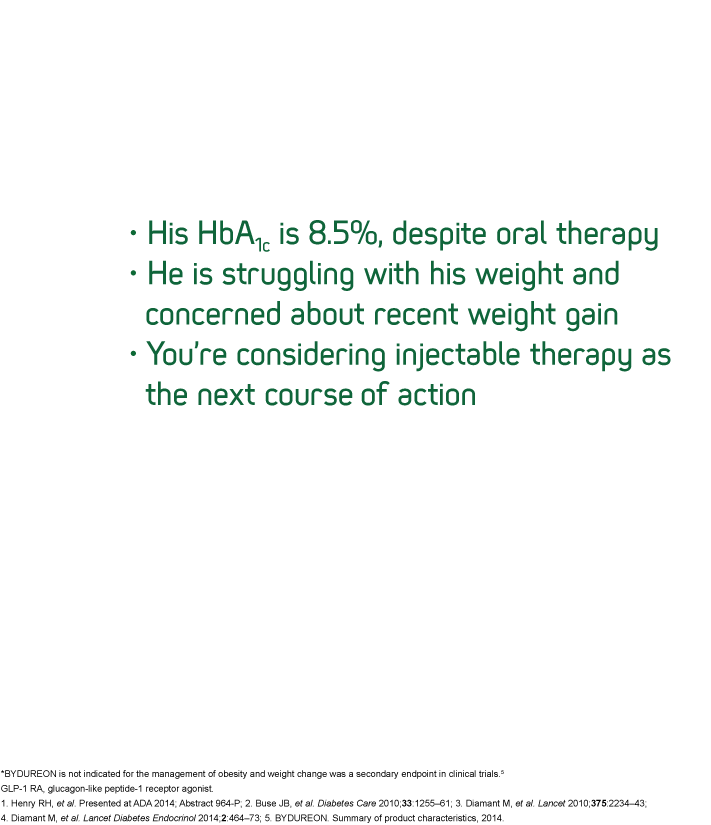 • His HbA1c is 8.5%, despite oral therapy
• He is struggling with his weight and
concerned about recent weight gain
• You’re considering injectable therapy as
the next course of action
*BYDUREON is not indicated for the management of obesity and weight change was a secondary endpoint in clinical trials.5
GLP-1 RA, glucagon-like peptide-1 receptor agonist.
1. Henry RH, et al. Presented at ADA 2014; Abstract 964-P; 2. Buse JB, et al. Diabetes Care 2010;33:1255–61; 3. Diamant M, et al. Lancet 2010;375:2234–43;
4. Diamant M, et al. Lancet Diabetes Endocrinol 2014;2:464–73; 5. BYDUREON. Summary of product characteristics, 2014.